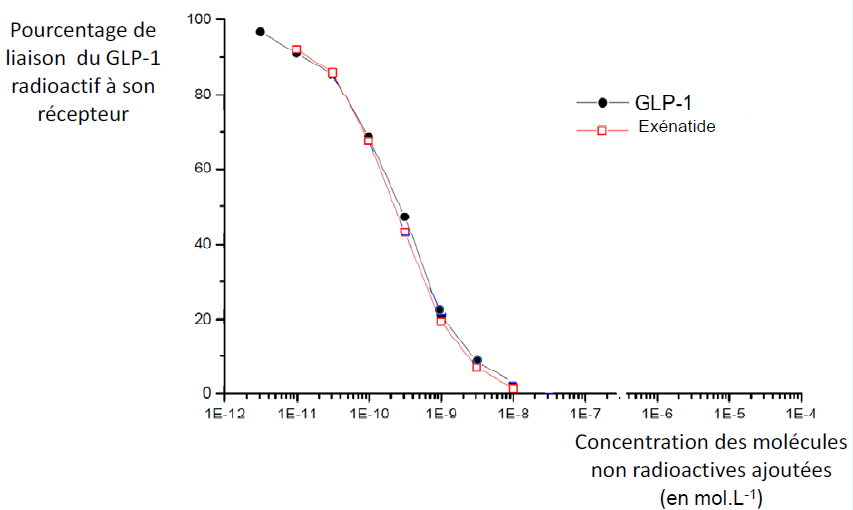 Pourcentage de
liaison du GLP-1
radioactif à son
récepteur
100
80
60
40
20
0
GLP-1
Exénatide
1E-12 1E-11 1E-10 1E-9 1E-8 1E-7 1E-6 1E-5 1E-4
Concentration des molécules
non radioactives ajoutées
(en mol.L-1)